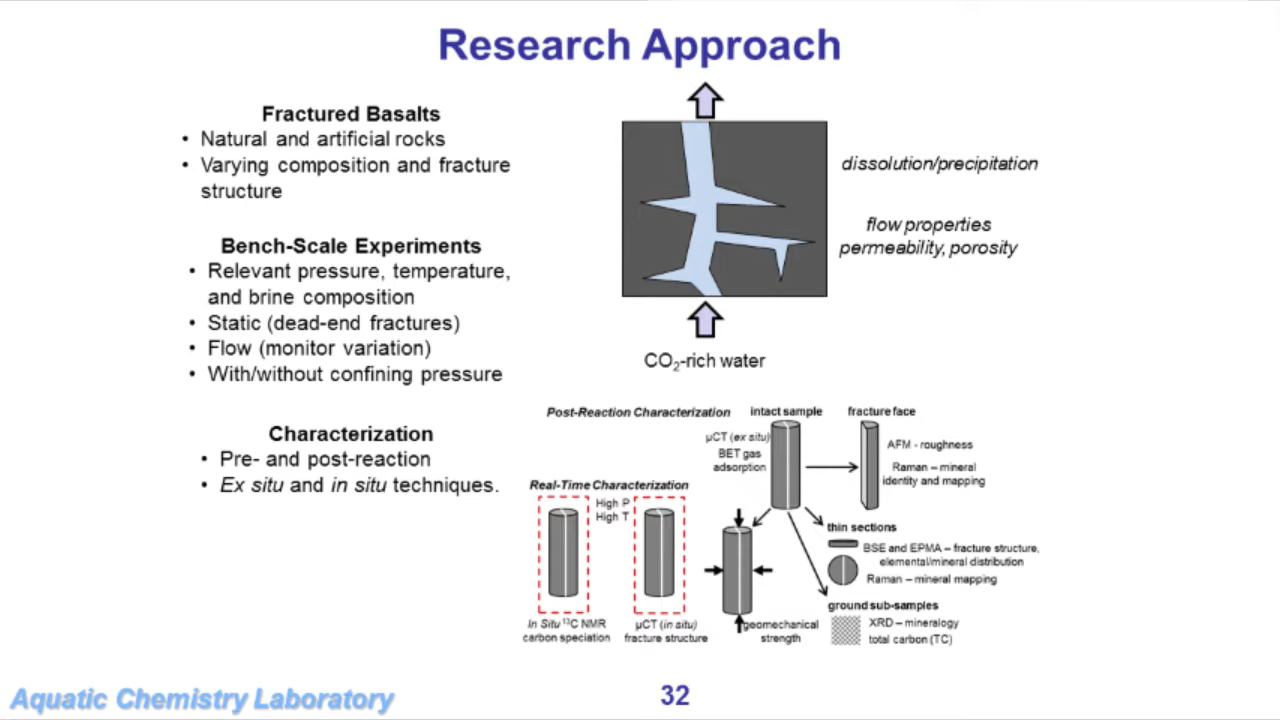 Research Approach
Fractured Basalts
• Natural and artificial rocks
• Varying composition and fracture
structure
Bench-Scale Experiments
• Relevant pressure, temperature,
and brine composition
• Static (dead-end fractures)
• Flow (monitor variation)
• With/without confining pressure
Characterization
• Pre- and post-reaction
• Ex situ and in situ techniques.
dissolution/precipitation
flow properties
permeability, porosity
CO₂-rich water
Post-Reaction Characterization
intact sample
fracture face
µCT (ex situ)
BET gas
adsorption
AFM - roughness
Raman – mineral
identity and mapping
Real-Time Characterization
High P
High T
thin sections
BSE and EPMA – fracture structure,
elemental/mineral distribution
Raman – mineral mapping
ground sub-samples
XRD – mineralogy
total carbon (TC)
In Situ ¹³C NMR
carbon speciation
µCT (in situ)
fracture structure
geomechanical
strength
Aquatic Chemistry Laboratory
32